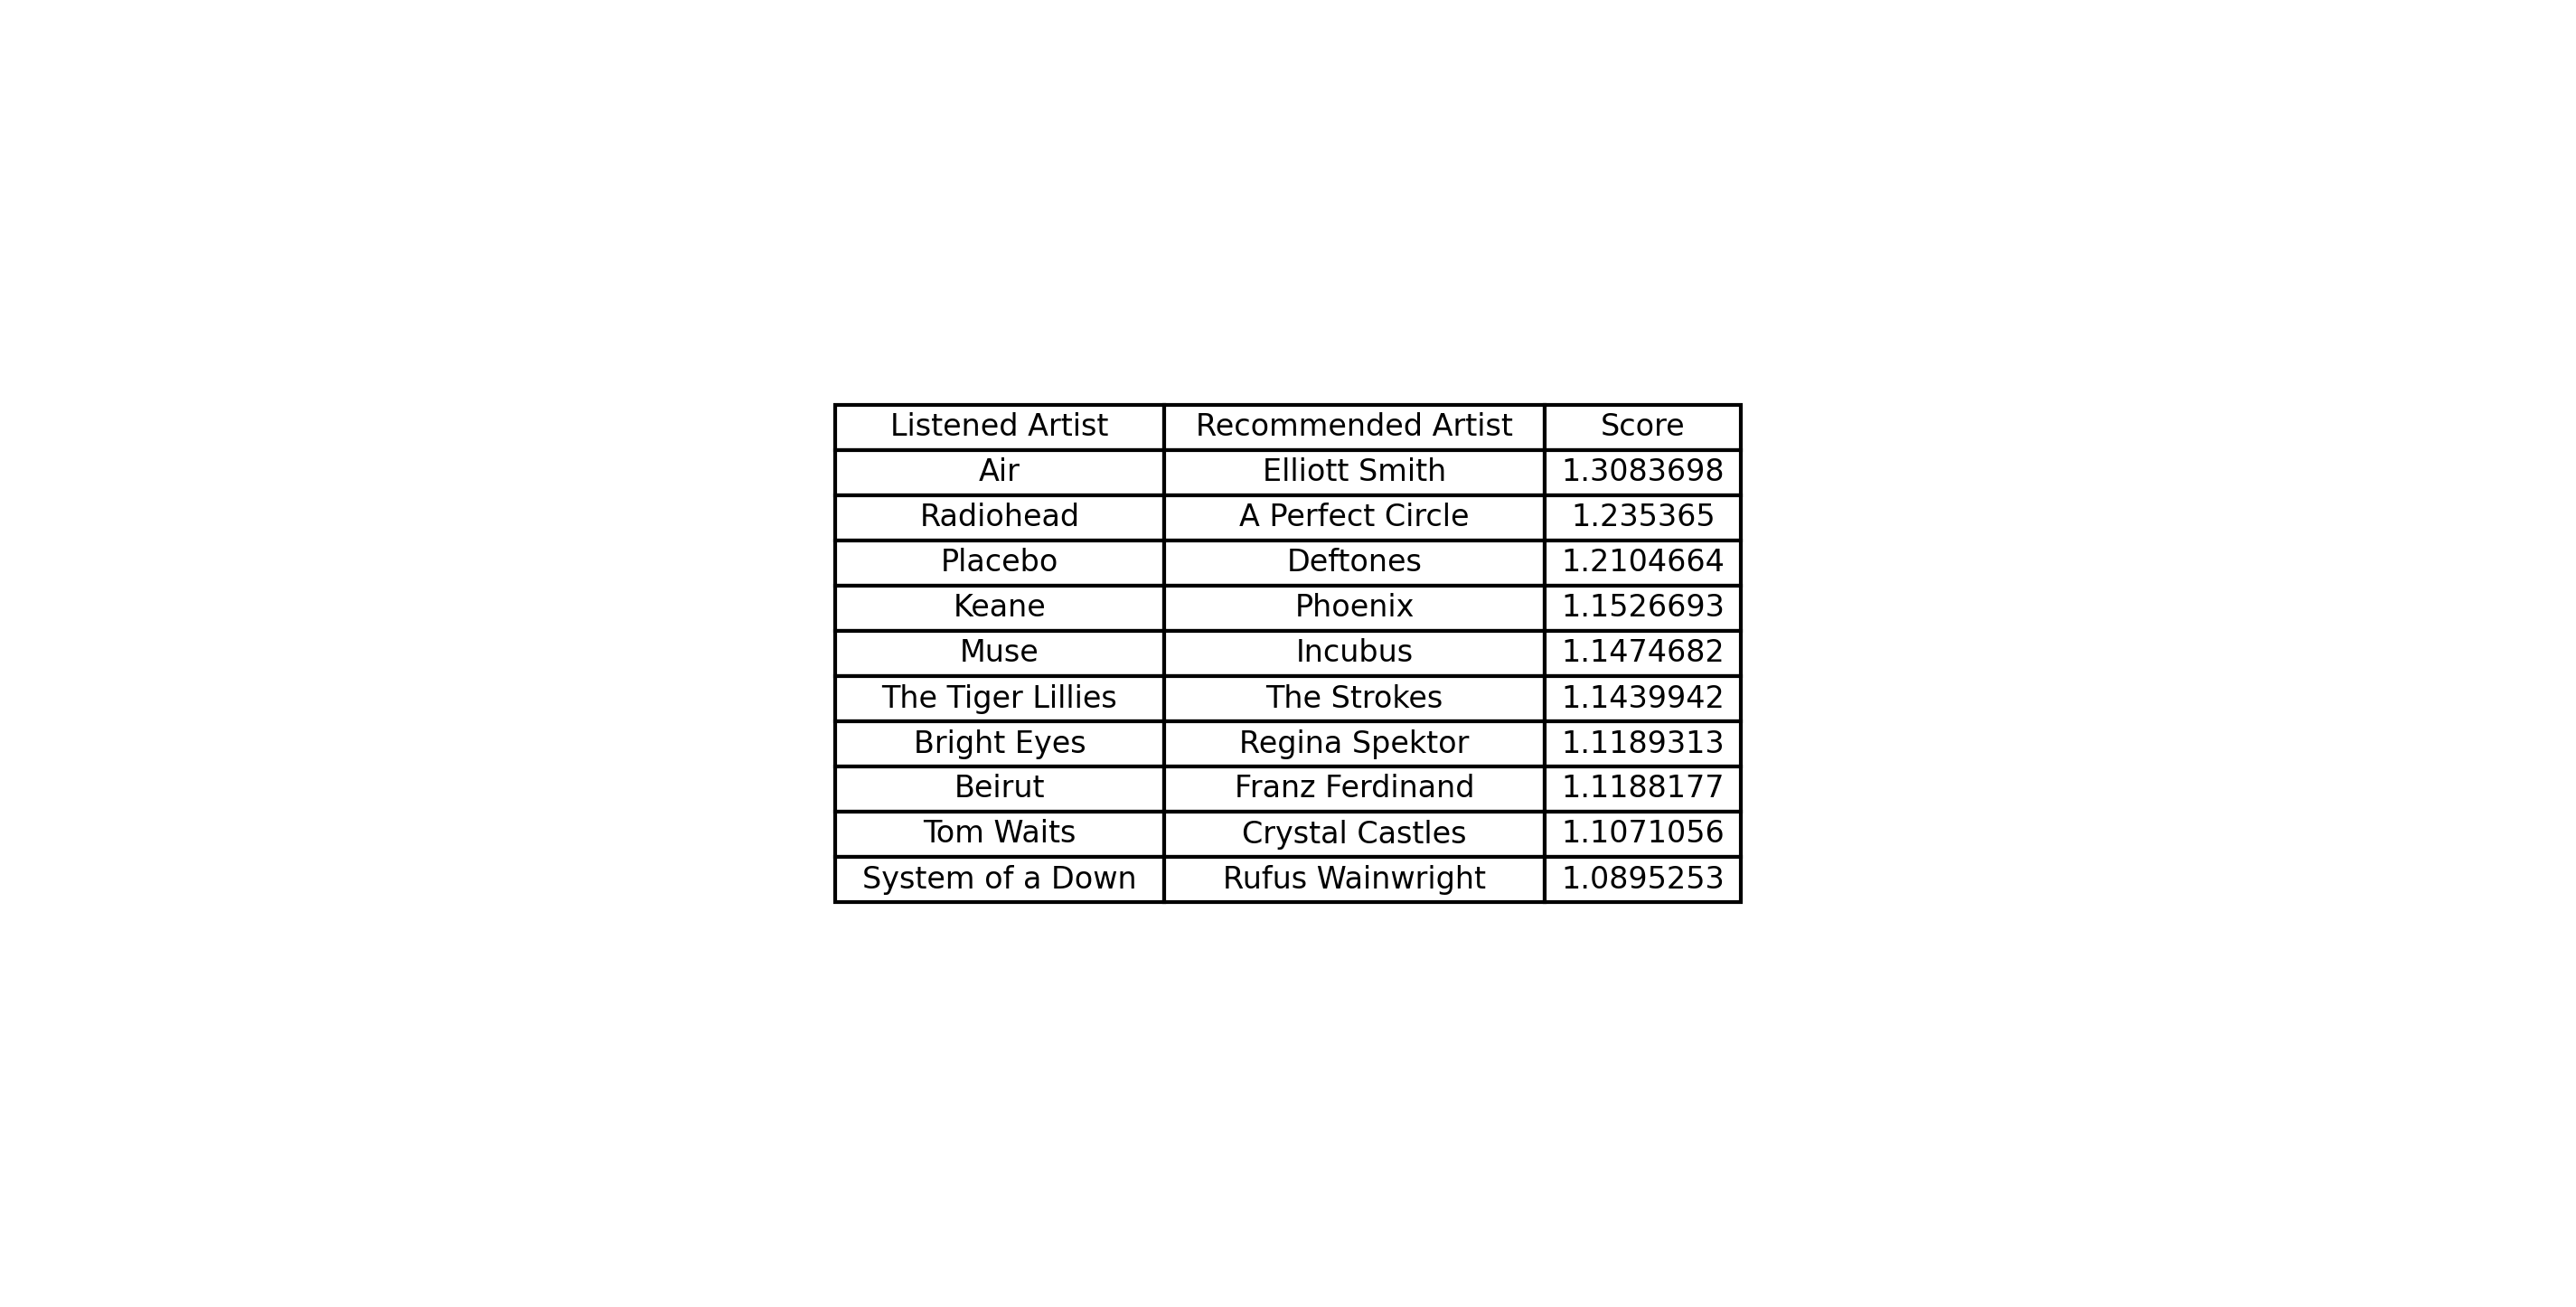 Listened Artist Recommended Artist Score
Air Elliott Smith 1.3083698
Radiohead A Perfect Circle 1.235365
Placebo Deftones 1.2104664
Keane Phoenix 1.1526693
Muse Incubus 1.1474682
The Tiger Lillies The Strokes 1.1439942
Bright Eyes Regina Spektor 1.1189313
Beirut Franz Ferdinand 1.1188177
Tom Waits Crystal Castles 1.1071056
System of a Down Rufus Wainwright 1.0895253